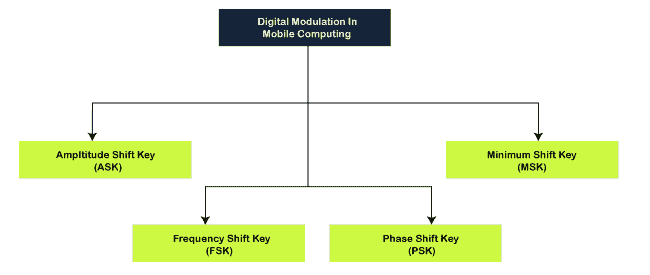 Digital Modulation In
Mobile Computing
Ampltitude Shift Key
(ASK)
Minimum Shift Key
(MSK)
Frequency Shift Key
(FSK)
Phase Shift Key
(PSK)